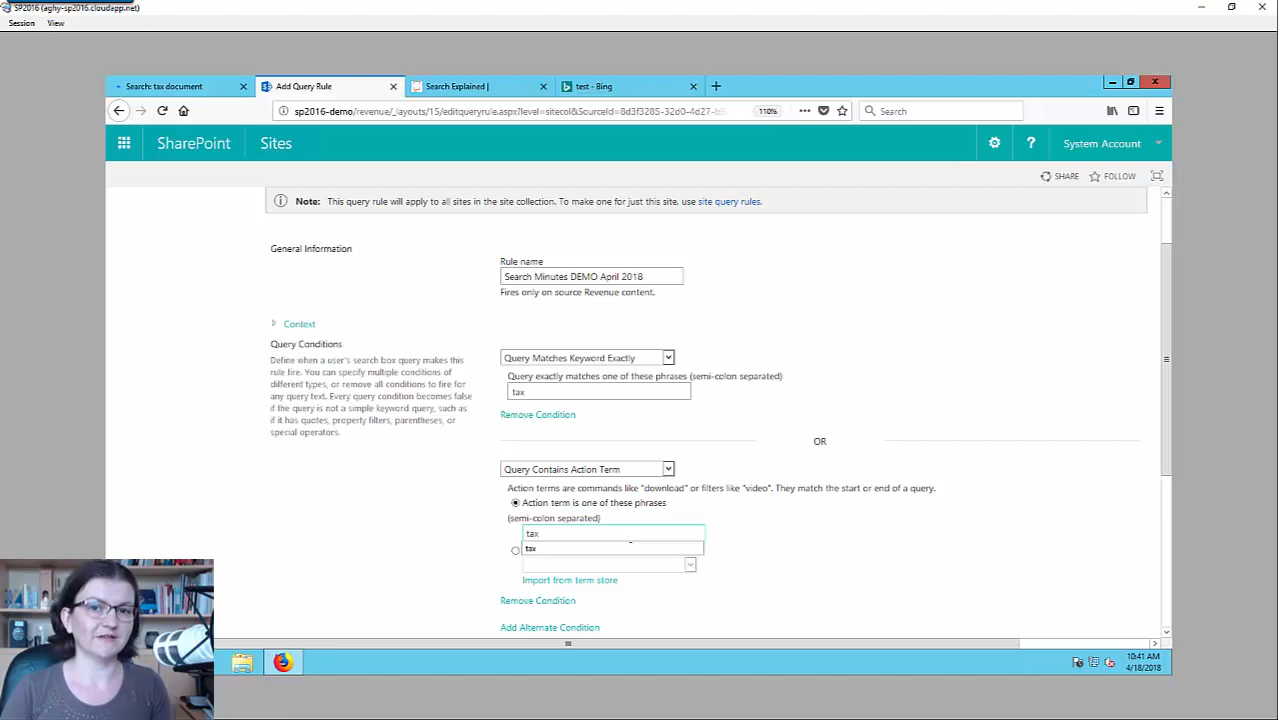 SP2016 (aghy-sp2016.cloudapp.net)
Session View
Search: tax document
Add Query Rule
Search Explained |
test - Bing
sp2016-demo/revenue/_layouts/15/editqueryrule.aspx?level=sitecol&SourceId=8d3f3285-32d0-4d27-b9
110%
Search
SharePoint
Sites
System Account
SHARE
FOLLOW
Note: This query rule will apply to all sites in the site collection. To make one for just this site, use site query rules.
General Information
Rule name
Search Minutes DEMO April 2018
Fires only on source Revenue content.
Context
Query Conditions
Define when a user's search box query makes this
rule fire. You can specify multiple conditions of
different types, or remove all conditions to fire for
any query text. Every query condition becomes false
if the query is not a simple keyword query, such as
if it has quotes, property filters, parentheses, or
special operators.
Query Matches Keyword Exactly
Query exactly matches one of these phrases (semi-colon separated)
tax
Remove Condition
OR
Query Contains Action Term
Action terms are commands like "download" or filters like "video". They match the start or end of a query.
Action term is one of these phrases
(semi-colon separated)
tax
tax
Import from term store
Remove Condition
Add Alternate Condition
10:41 AM
4/18/2018